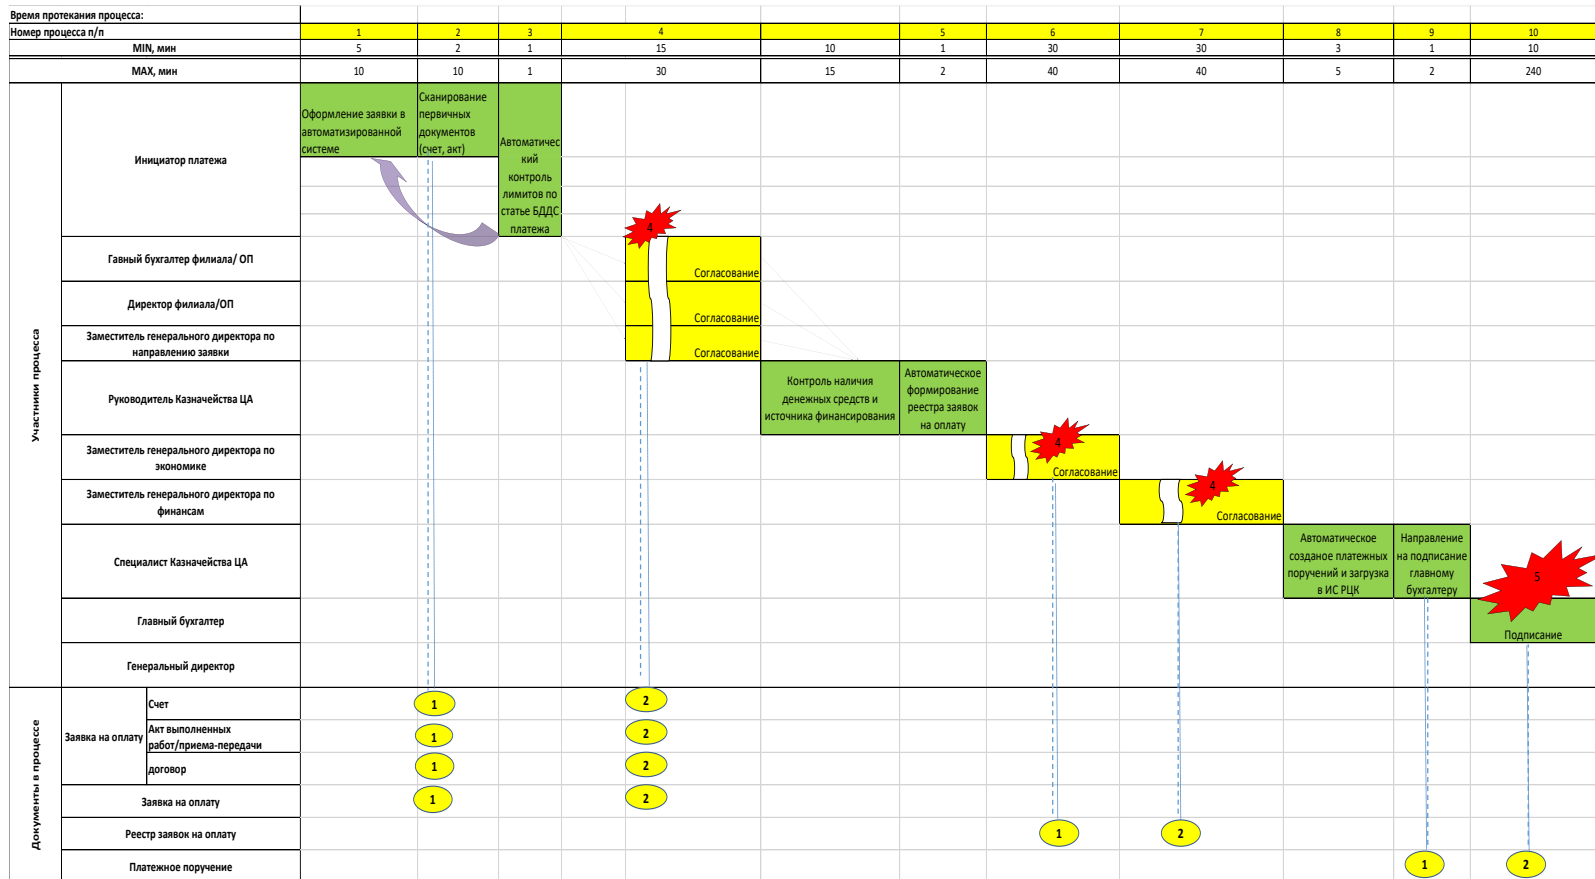 Время протекания процесса:
Номер процесса п/п 1 2 3 4 5 6 7 8 9 10
MIN, мин 5 2 1 15 10 1 30 30 3 1 10
MAX, мин 10 10 1 30 15 2 40 40 5 2 240
Участники процесса
Инициатор платежа
Оформление заявки в
автоматизированной
системе
Сканирование
первичных
документов
(счет, акт)
Автоматичес
кий
контроль
лимитов по
статье БДДС
платежа
4
Гавный бухгалтер филиала/ ОП
Согласование
Директор филиала/ОП
Согласование
Заместитель генерального директора по
направлению заявки
Согласование
Руководитель Казначейства ЦА
Контроль наличия
денежных средств и
источника финансирования
Автоматическое
формирование
реестра заявок
на оплату
Заместитель генерального директора по
экономике
4
Согласование
Заместитель генерального директора по
финансам
4
Согласование
Специалист Казначейства ЦА
Автоматическое
созданое платежных
поручений и загрузка
в ИС РЦК
Направление
на подписание
главному
бухгалтеру
5
Главный бухгалтер
Подписание
Генеральный директор
Документы в процессе
Заявка на оплату
Счет
1 2
Акт выполненных
работ/приема-передачи
1 2
договор
1 2
Заявка на оплату
1 2
Реестр заявок на оплату
1 2
Платежное поручение
1 2